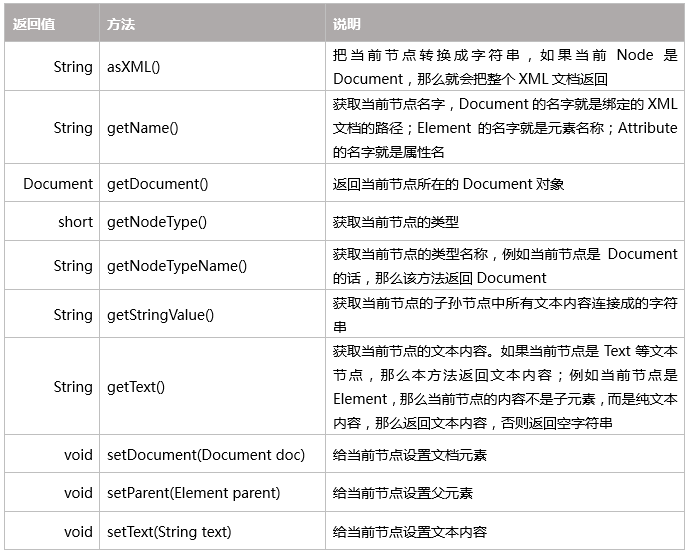 返回值 方法 说明
String asXML() 把当前节点转换成字符串，如果当前 Node 是
Document，那么就会把整个 XML 文档返回
String getName() 获取当前节点名字，Document 的名字就是绑定的 XML
文档的路径；Element 的名字就是元素名称；Attribute
的名字就是属性名
Document getDocument() 返回当前节点所在的 Document 对象
short getNodeType() 获取当前节点的类型
String getNodeTypeName() 获取当前节点的类型名称，例如当前节点是 Document
的话，那么该方法返回 Document
String getStringValue() 获取当前节点的子孙节点中所有文本内容连接成的字符
串
String getText() 获取当前节点的文本内容。如果当前节点是 Text 等文本
节点，那么本方法返回文本内容；例如当前节点是
Element，那么当前节点的内容不是子元素，而是纯文本
内容，那么返回文本内容，否则返回空字符串
void setDocument(Document doc) 给当前节点设置文档元素
void setParent(Element parent) 给当前节点设置父元素
void setText(String text) 给当前节点设置文本内容